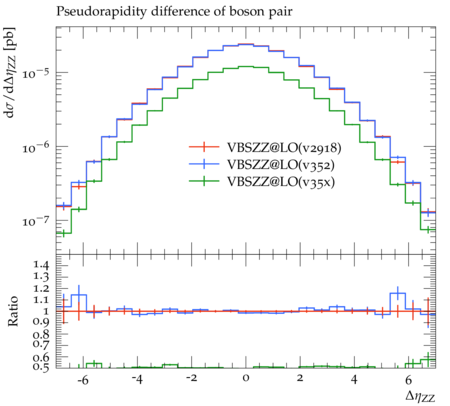 Pseudorapidity difference of boson pair
dσ/dΔηZZ [pb]
10⁻⁵
10⁻⁶
10⁻⁷
VBSZZ@LO(v2918)
VBSZZ@LO(v352)
VBSZZ@LO(v35x)
Ratio
1.4
1.3
1.2
1.1
1
0.9
0.8
0.7
0.6
0.5
-6 -4 -2 0 2 4 6
ΔηZZ